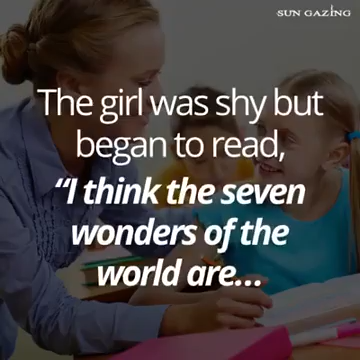 SUN GAZING
The girl was shy but
began to read,
“I think the seven
wonders of the
world are...